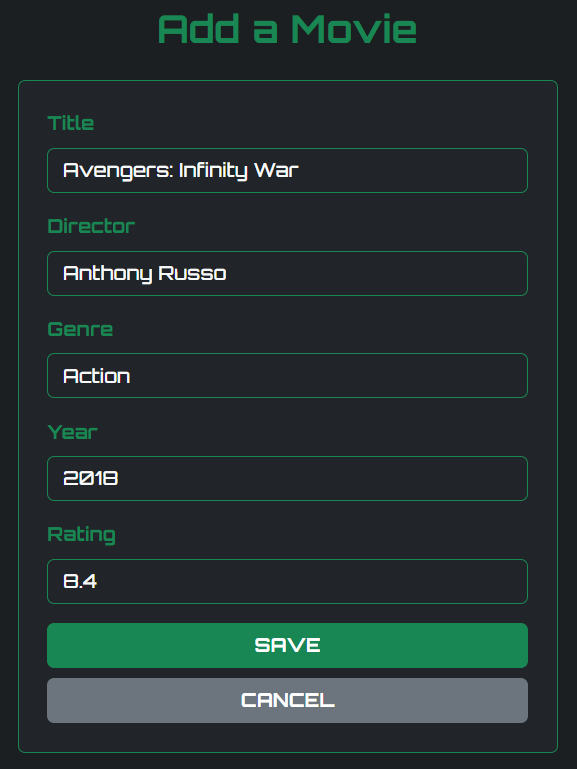 Add a Movie
Title
Avengers: Infinity War
Director
Anthony Russo
Genre
Action
Year
2018
Rating
8.4
SAVE
CANCEL